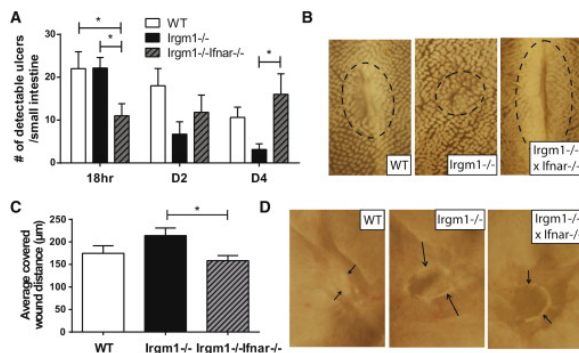 A
*
*
*
WT
Irgm1-/-
Irgm1-/-Ifnar-/-
# of detectable ulcers
/small intestine
40
30
20
10
0
18hr
D2
D4
B
WT
Irgm1-/-
Irgm1-/-
x Ifnar-/-
C
*
Average covered
wound distance (μm)
250
200
150
100
50
0
WT
Irgm1-/-
Irgm1-/-Ifnar-/-
D
WT
Irgm1-/-
Irgm1-/-
x Ifnar-/-